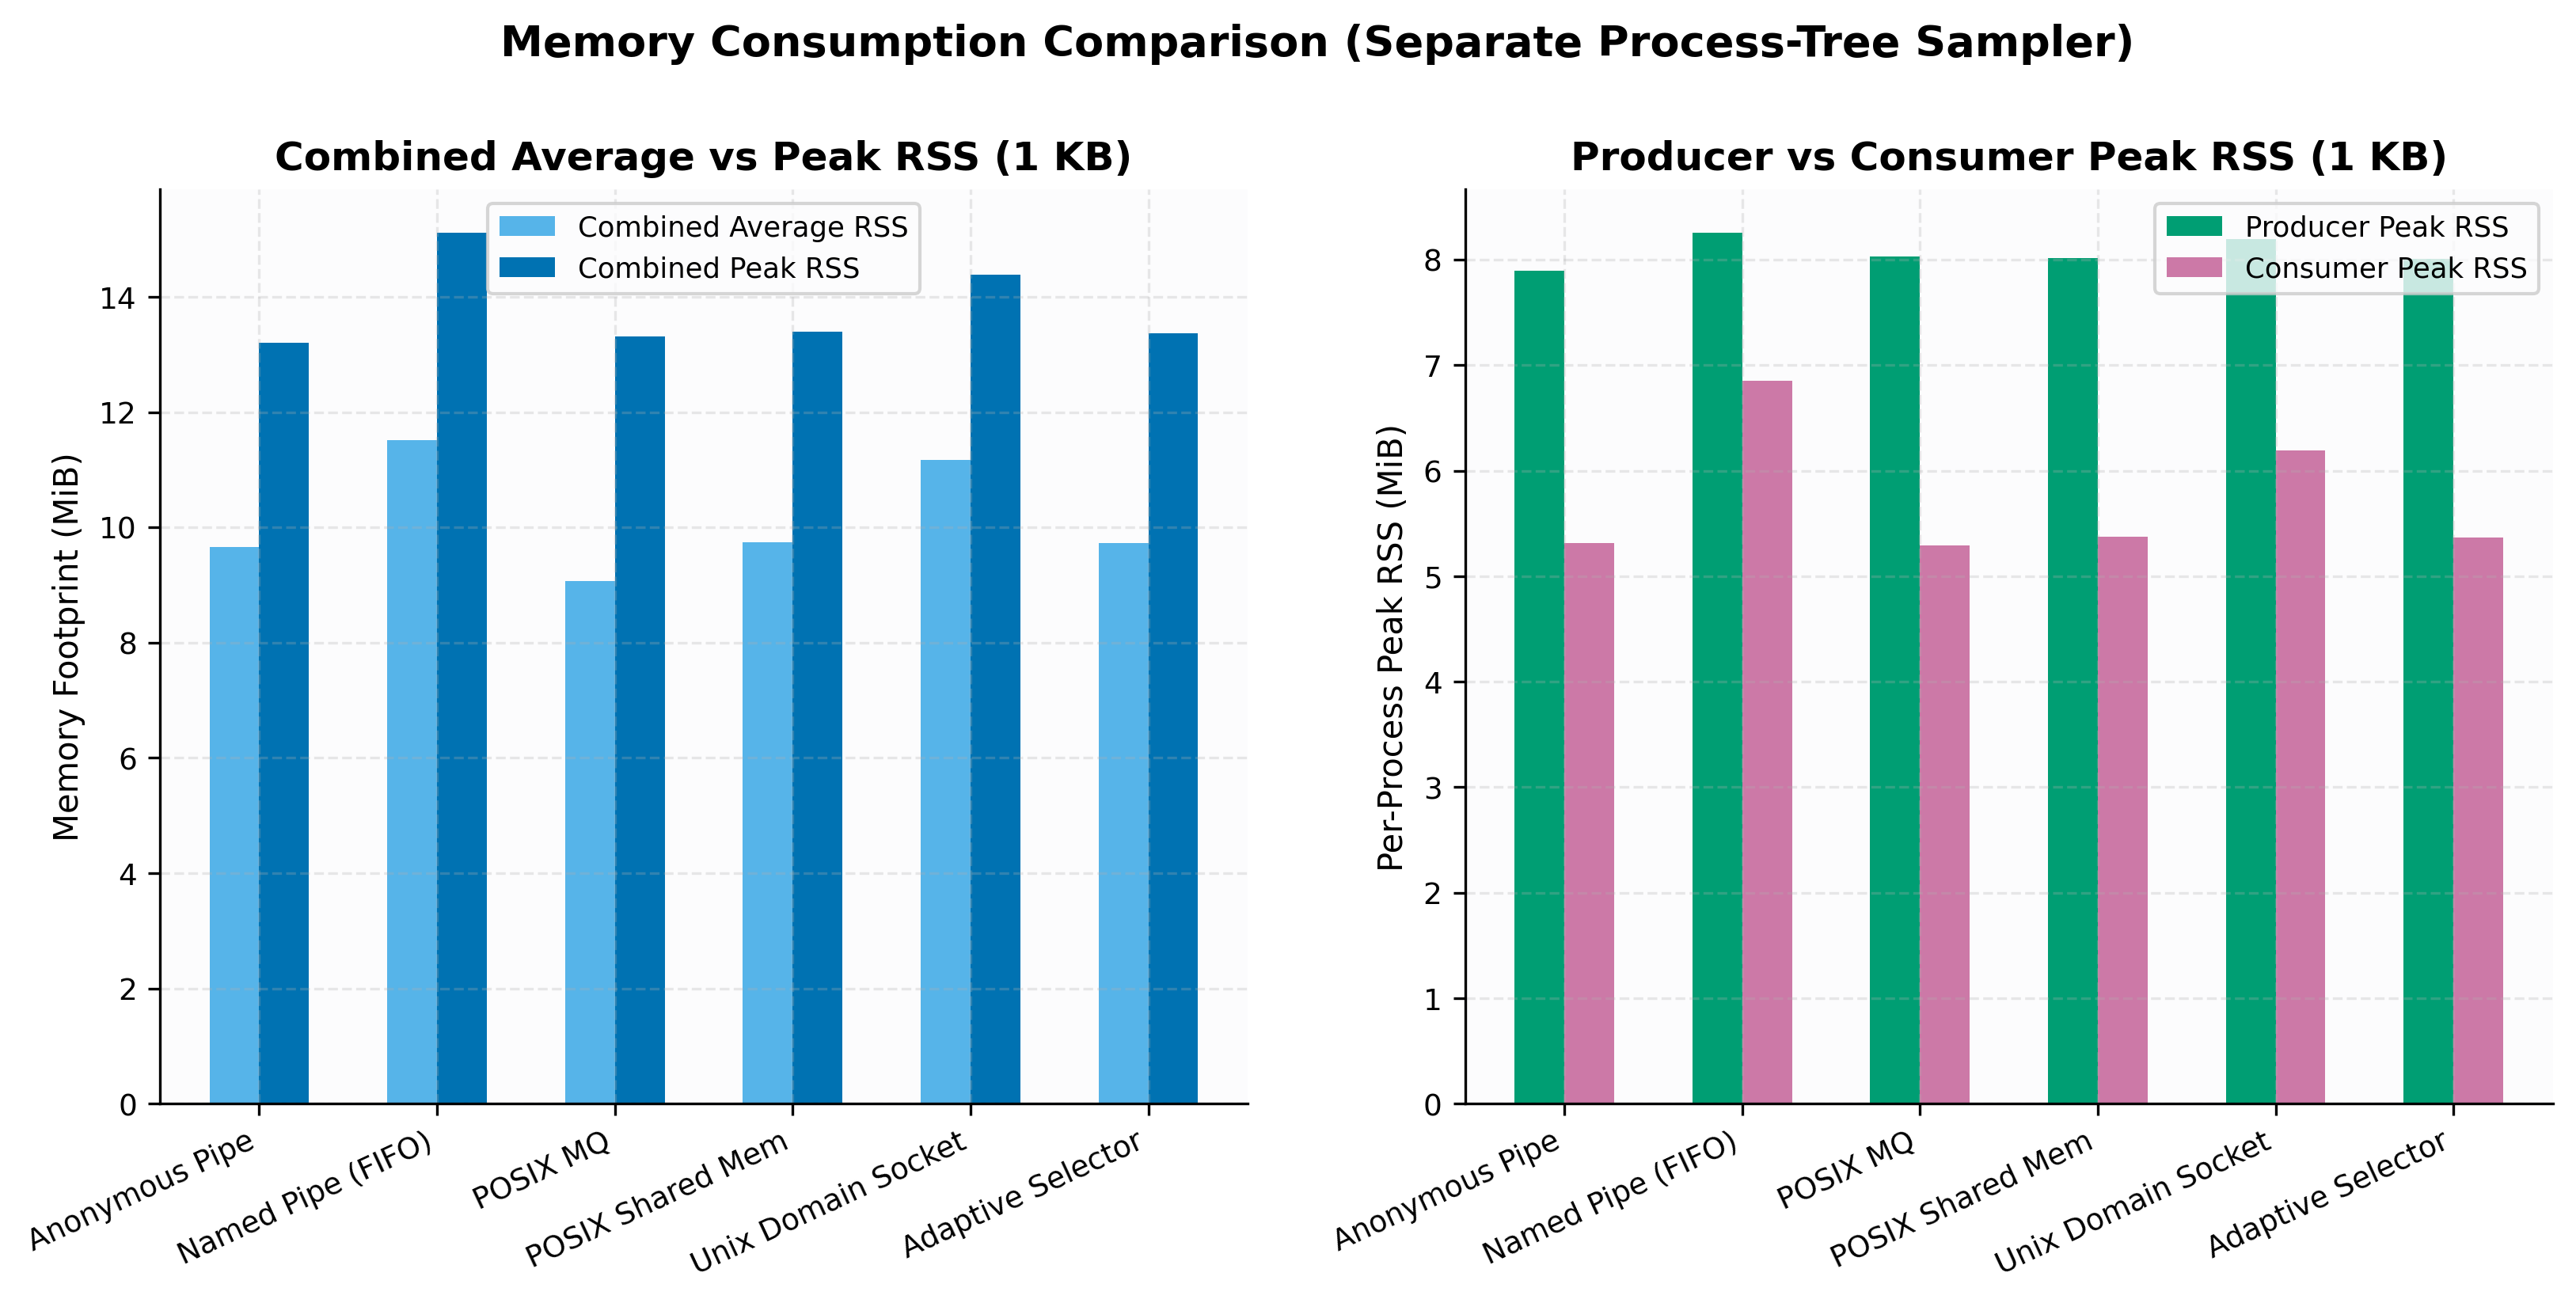 Memory Consumption Comparison (Separate Process-Tree Sampler)
Combined Average vs Peak RSS (1 KB)
Combined Average RSS
Combined Peak RSS
Memory Footprint (MiB)
14
12
10
8
6
4
2
0
Anonymous Pipe
Named Pipe (FIFO)
POSIX MQ
POSIX Shared Mem
Unix Domain Socket
Adaptive Selector
Producer vs Consumer Peak RSS (1 KB)
Producer Peak RSS
Consumer Peak RSS
Per-Process Peak RSS (MiB)
8
7
6
5
4
3
2
1
0
Anonymous Pipe
Named Pipe (FIFO)
POSIX MQ
POSIX Shared Mem
Unix Domain Socket
Adaptive Selector